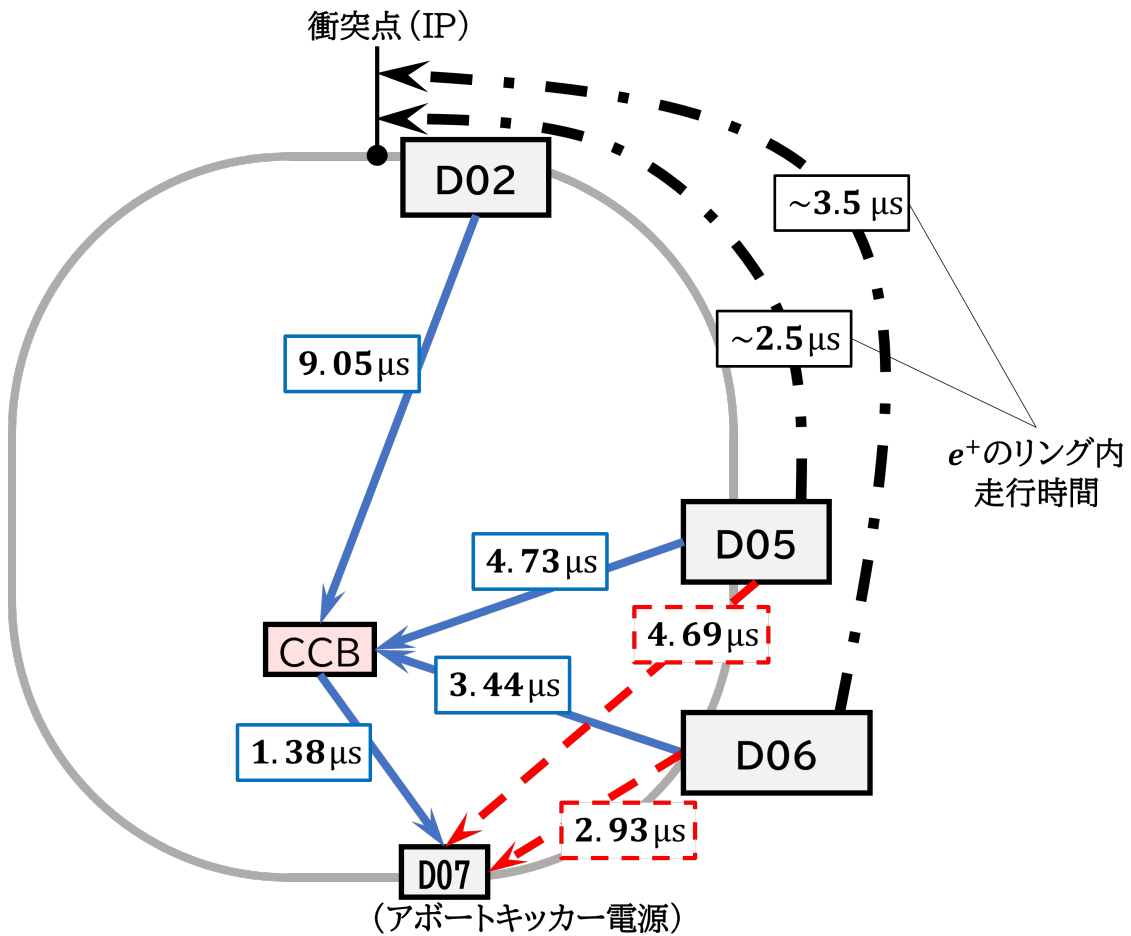 衝突点(IP)
D02
~3.5 μs
9.05μs
~2.5μs
e⁺のリング内
走行時間
4.73μs
D05
4.69μs
CCB
3.44μs
1.38μs
D06
2.93μs
D07
(アボートキッカー電源)